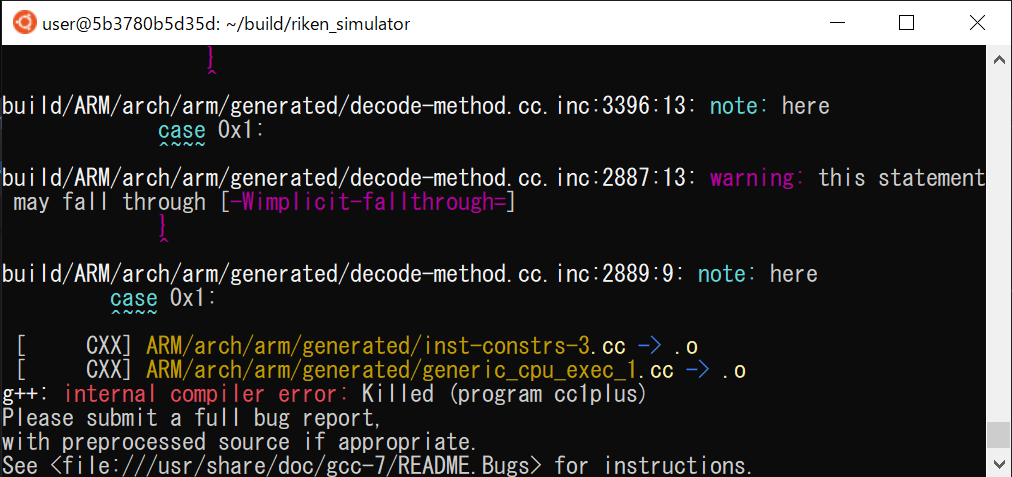 user@5b3780b5d35d: ~/build/riken_simulator
}
^
build/ARM/arch/arm/generated/decode-method.cc.inc:3396:13: note: here
case 0x1:
^~~~
build/ARM/arch/arm/generated/decode-method.cc.inc:2887:13: warning: this statement
may fall through [-Wimplicit-fallthrough=]
}
^
build/ARM/arch/arm/generated/decode-method.cc.inc:2889:9: note: here
case 0x1:
^~~~
[ CXX] ARM/arch/arm/generated/inst-constrs-3.cc -> .o
[ CXX] ARM/arch/arm/generated/generic_cpu_exec_1.cc -> .o
g++: internal compiler error: Killed (program cc1plus)
Please submit a full bug report,
with preprocessed source if appropriate.
See <file:///usr/share/doc/gcc-7/README.Bugs> for instructions.